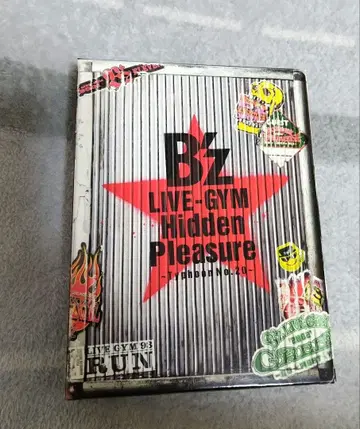 B'z
LIVE-GYM
Hidden
Pleasure
-Typhoon No.20-
LIVE GYM '93
RUN